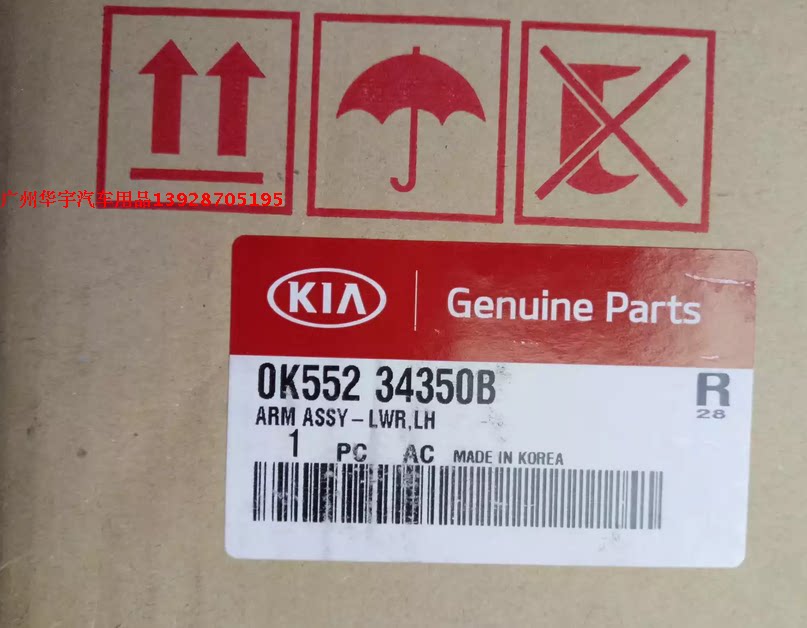 广州华宇汽车用品13928705195
KIA Genuine Parts
0K552 34350B
R
28
ARM ASSY-LWR,LH
1 PC AC MADE IN KOREA